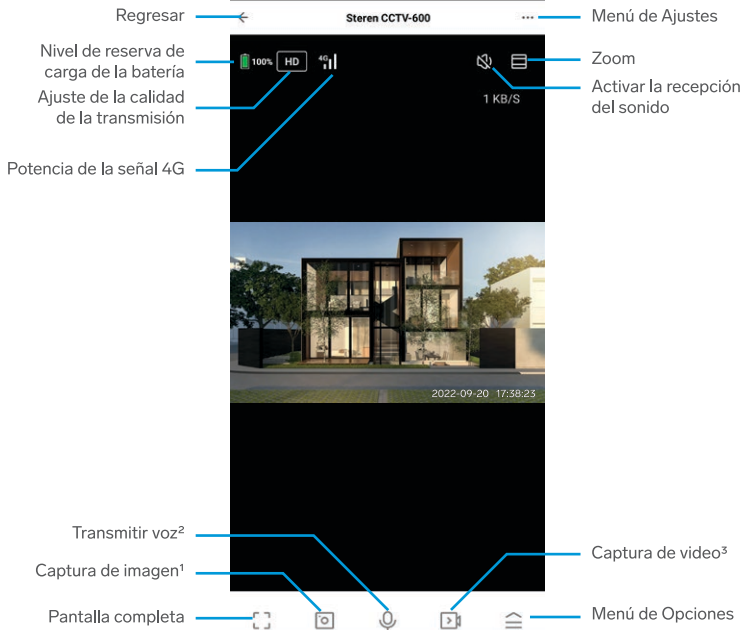 Regresar
Steren CCTV-600
Menú de Ajustes
Nivel de reserva de
carga de la batería
100%
HD
4G
Zoom
Ajuste de la calidad
de la transmisión
Activar la recepción
del sonido
1 KB/S
Potencia de la señal 4G
2022-09-20 17:38:23
Transmitir voz²
Captura de video³
Captura de imagen¹
Pantalla completa
Menú de Opciones